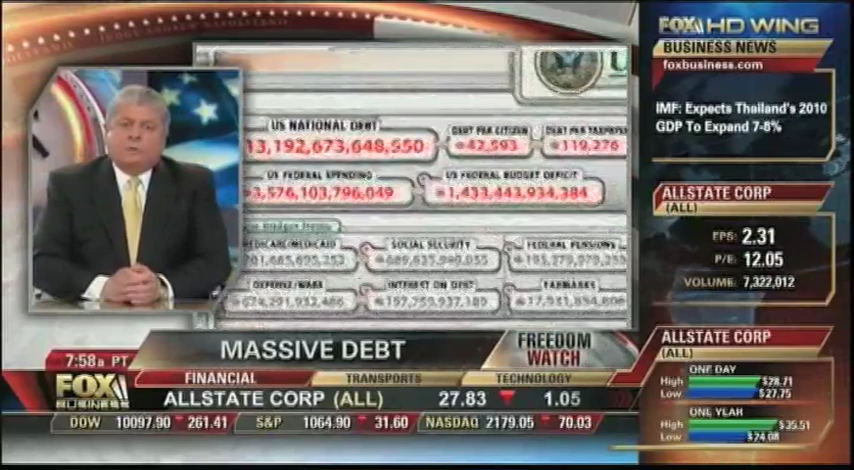 FOX HD WING
BUSINESS NEWS
foxbusiness.com
IMF: Expects Thailand's 2010
GDP To Expand 7-8%
US NATIONAL DEBT
13,192,673,648,550
DEBT PER CITIZEN
42,593
DEBT PER TAXPAYER
119,276
US FEDERAL SPENDING
3,576,103,796,049
US FEDERAL BUDGET DEFICIT
1,433,443,934,384
MEDICARE/MEDICAID
SOCIAL SECURITY
FEDERAL PENSIONS
DEFENSE/WARS
INTEREST ON DEBT
EARMARKS
ALLSTATE CORP
(ALL)
EPS: 2.31
P/E: 12.05
VOLUME: 7,322,012
MASSIVE DEBT
FREEDOM
WATCH
7:58a PT
FOX
BUSINESS
FINANCIAL
TRANSPORTS
TECHNOLOGY
ALLSTATE CORP (ALL) 27.83 1.05
DOW 10097.90 261.41 S&P 1064.90 31.60 NASDAQ 2179.05 70.03
ALLSTATE CORP
(ALL)
ONE DAY
High $28.71
Low $27.75
ONE YEAR
High $35.51
Low $24.08